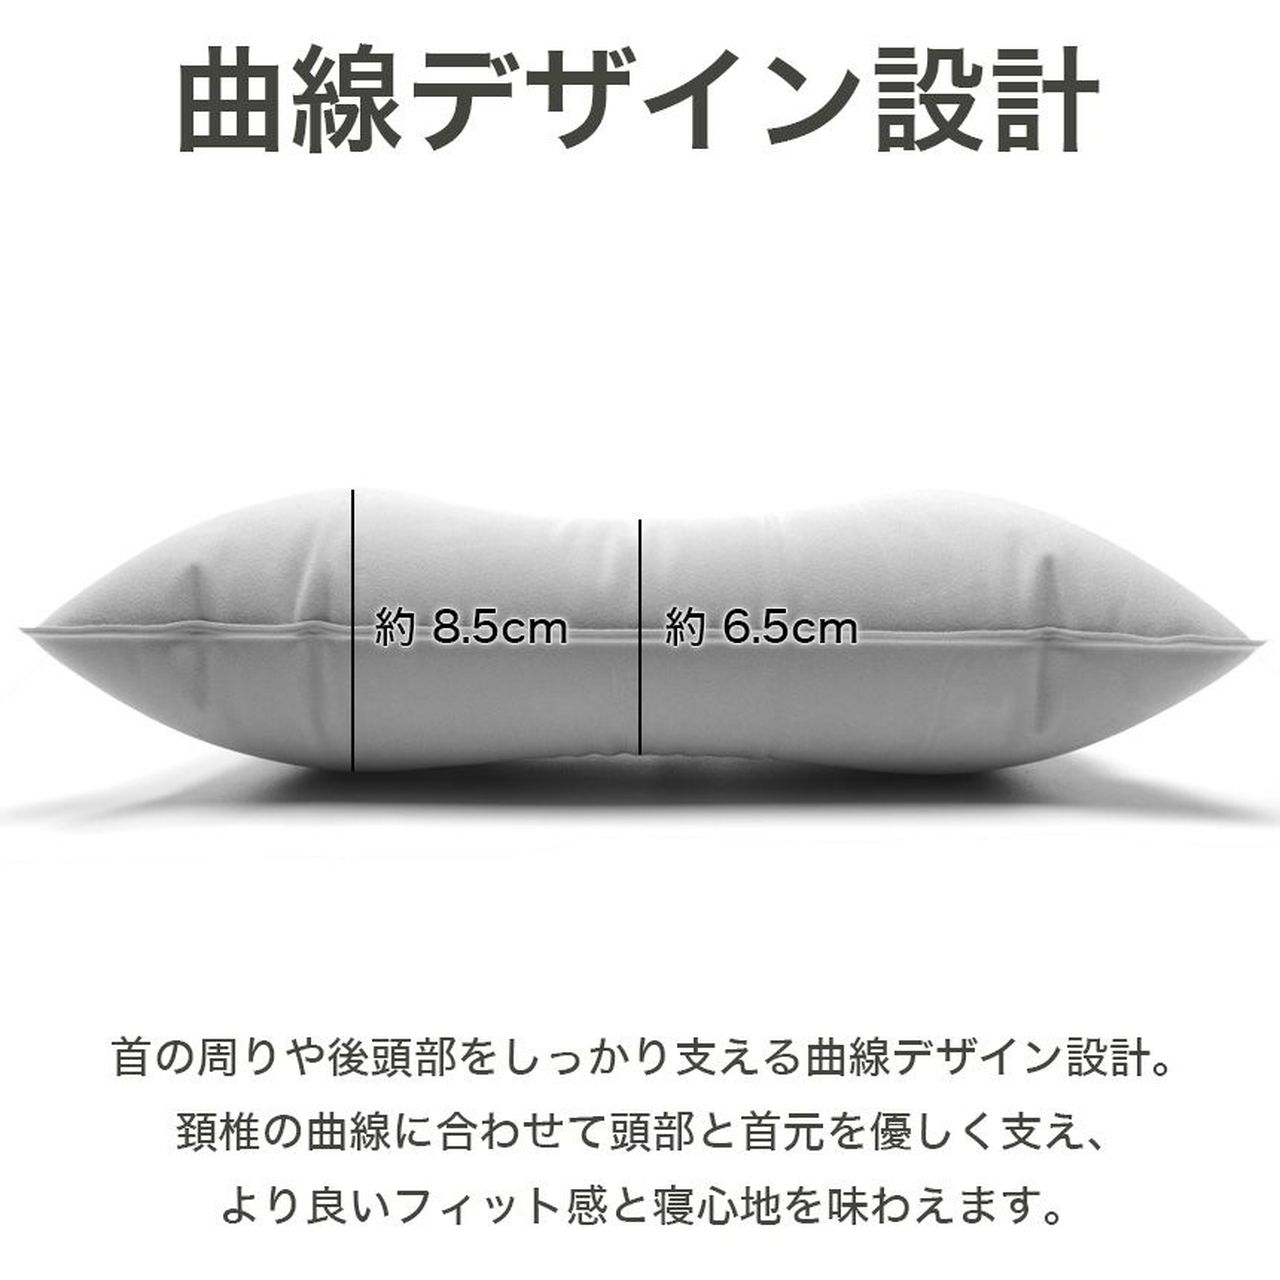 曲線デザイン設計
約 8.5cm
約 6.5cm
首の周りや後頭部をしっかり支える曲線デザイン設計。
頚椎の曲線に合わせて頭部と首元を優しく支え、
より良いフィット感と寝心地を味わえます。